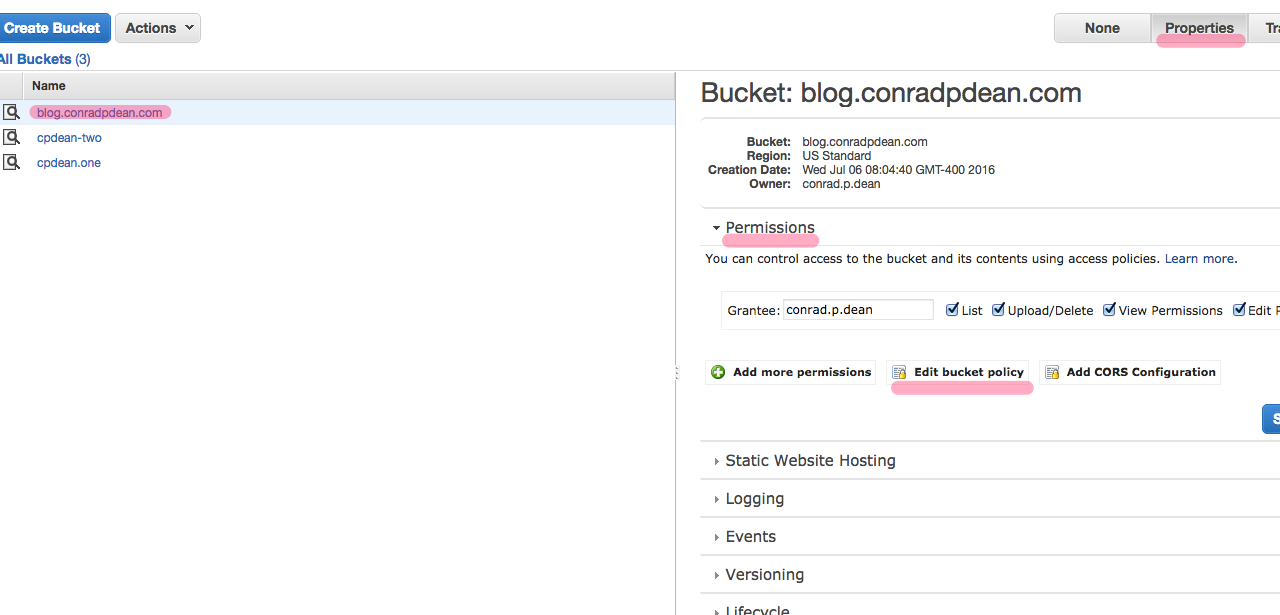 Create Bucket Actions None Properties
All Buckets (3)
Name
blog.conradpdean.com
cpdean-two
cpdean.one
Bucket: blog.conradpdean.com
Bucket: blog.conradpdean.com
Region: US Standard
Creation Date: Wed Jul 06 08:04:40 GMT-400 2016
Owner: conrad.p.dean
Permissions
You can control access to the bucket and its contents using access policies. Learn more.
Grantee: conrad.p.dean List Upload/Delete View Permissions Edit
Add more permissions Edit bucket policy Add CORS Configuration
Static Website Hosting
Logging
Events
Versioning
Lifecycle